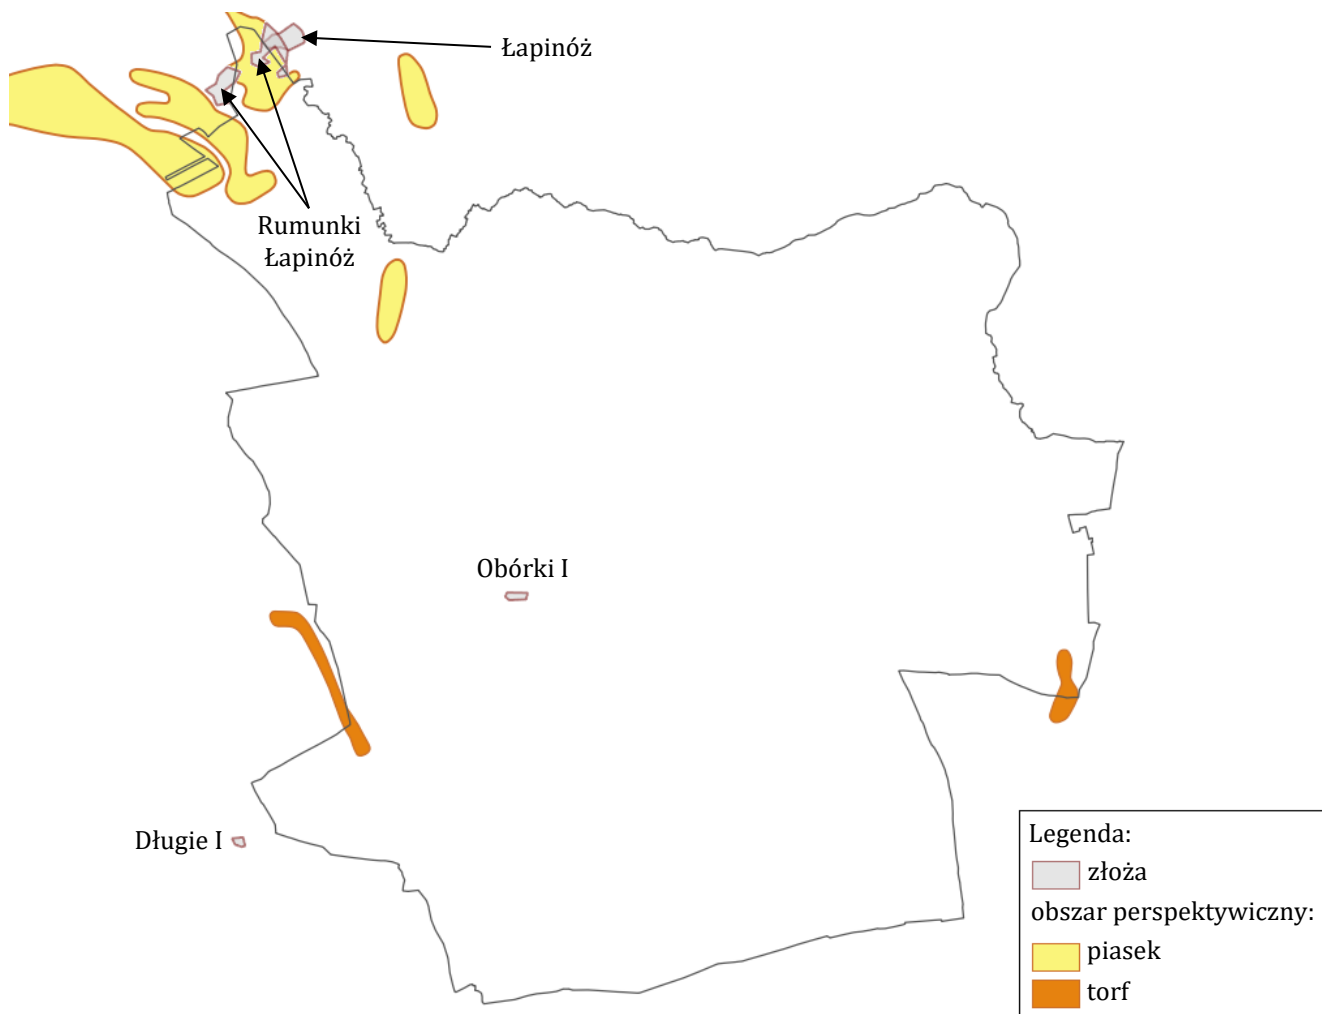 Łapinóż
Rumunki
Łapinóż
Obórki I
Długie I
Legenda:
złoża
obszar perspektywiczny:
piasek
torf